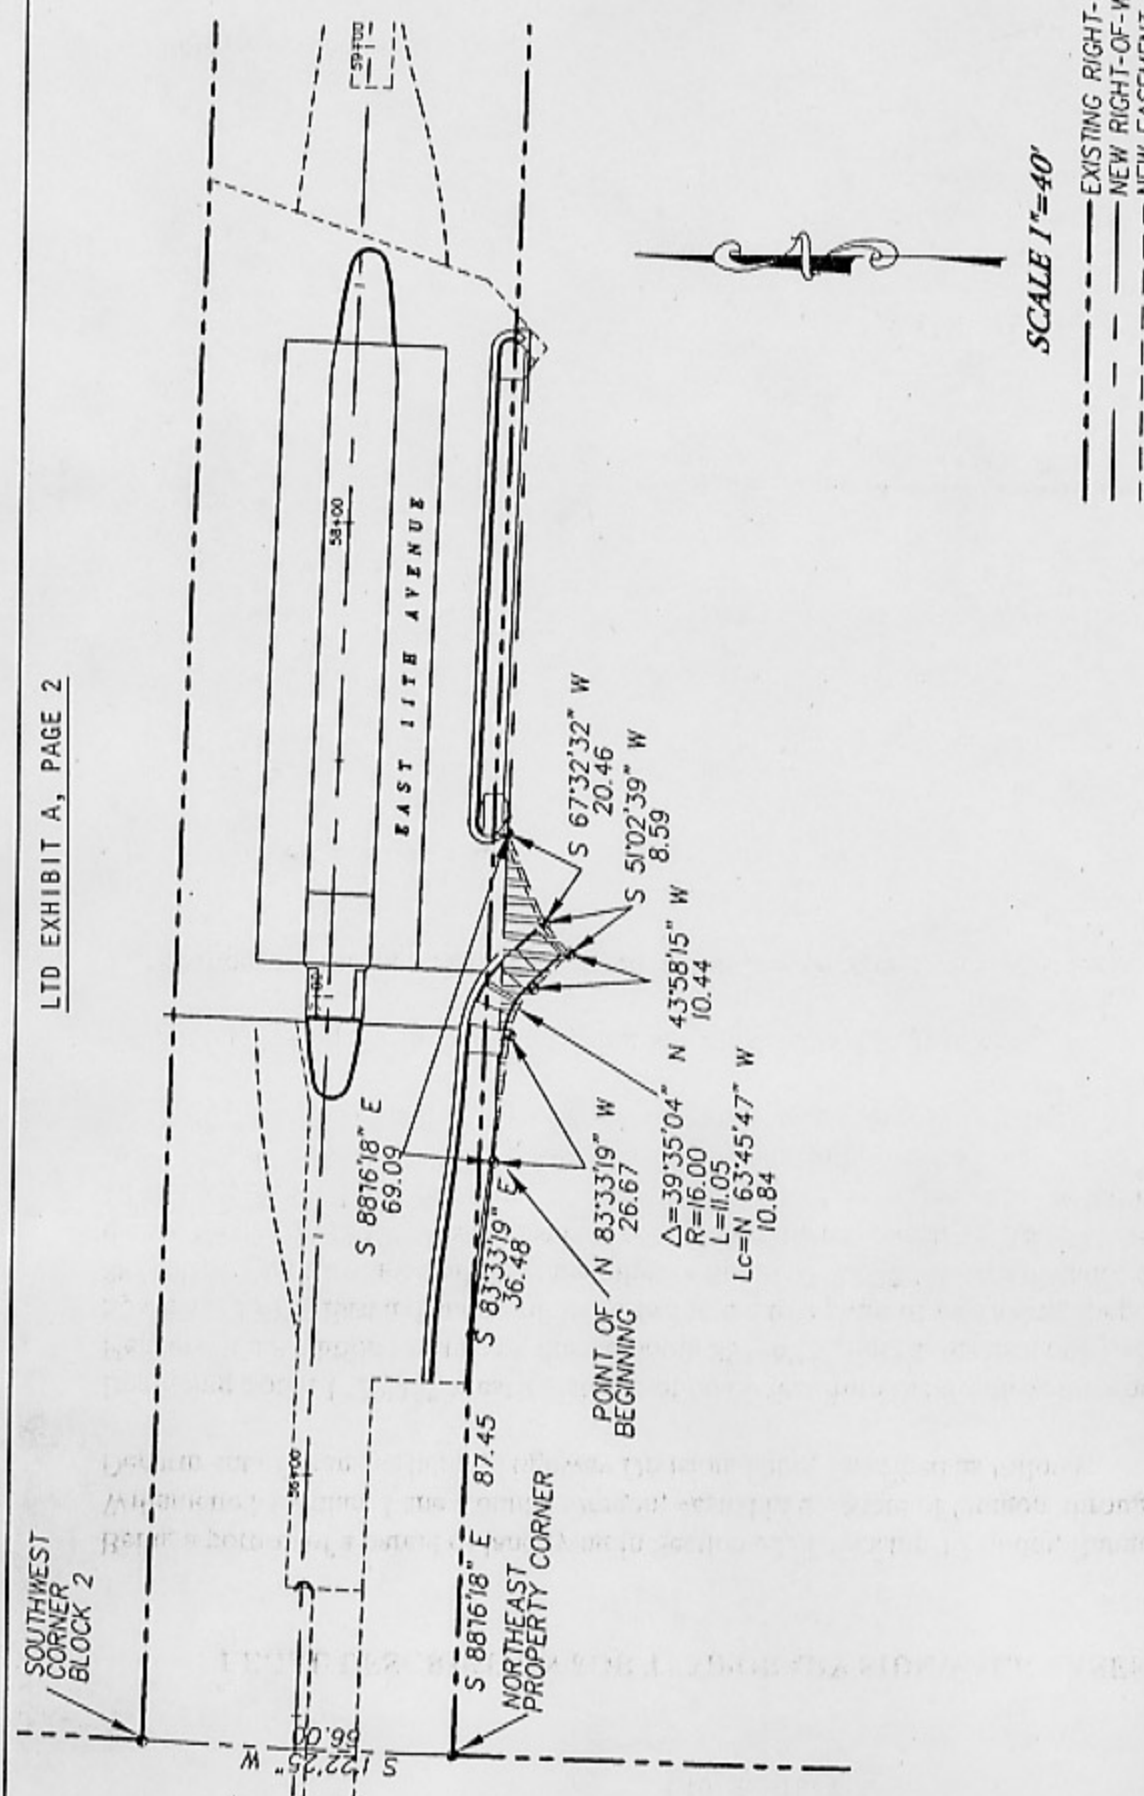 LTD EXHIBIT A, PAGE 2
SOUTHWEST
CORNER
BLOCK 2
S 1°22'25" W
66.00
56+00
58+00
59+00
EAST 11TH AVENUE
S 88°16'18" E 87.45
NORTHEAST
PROPERTY CORNER
S 83°33'19" E
36.48
S 88°16'18" E
69.09
POINT OF
BEGINNING
N 83°33'19" W
26.67
Δ=39°35'04"
R=16.00
L=11.05
Lc=N 63°45'47" W
10.84
N 43°58'15" W
10.44
S 51°02'39" W
8.59
S 67°32'32" W
20.46
SCALE 1"=40'
EXISTING RIGHT-
NEW RIGHT-OF-W
NEW EASEMENT